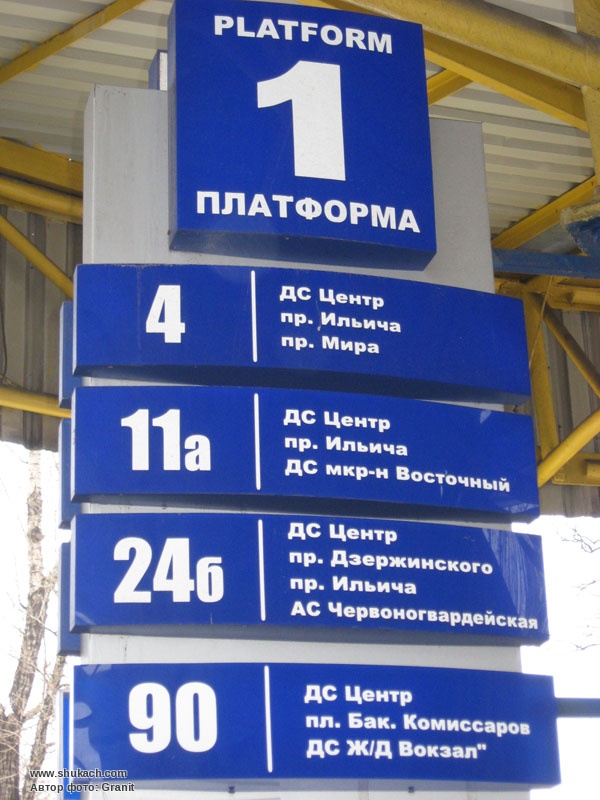 PLATFORM
1
ПЛАТФОРМА
4
ДС Центр
пр. Ильича
пр. Мира
11а
ДС Центр
пр. Ильича
ДС мкр-н Восточный
24б
ДС Центр
пр. Дзержинского
пр. Ильича
АС Червоногвардейская
90
ДС Центр
пл. Бак. Комиссаров
ДС Ж/Д Вокзал"
www.shukach.com
Автор фото: Granit